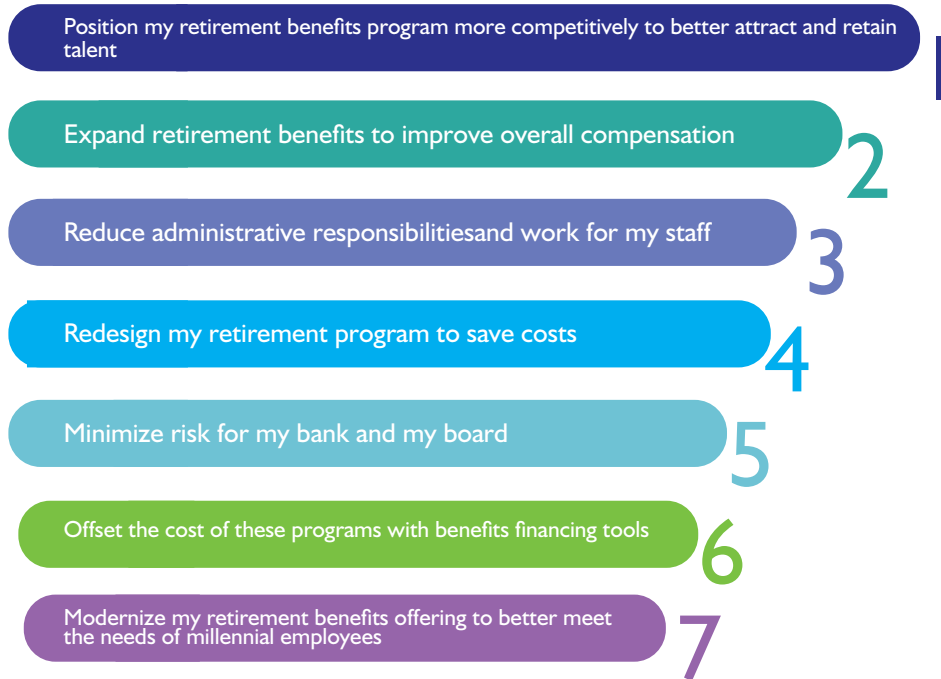 Position my retirement benefits program more competitively to better attract and retain
talent
Expand retirement benefits to improve overall compensation
2
Reduce administrative responsibilitiesand work for my staff
3
Redesign my retirement program to save costs
4
Minimize risk for my bank and my board
5
Offset the cost of these programs with benefits financing tools
6
Modernize my retirement benefits offering to better meet
the needs of millennial employees
7